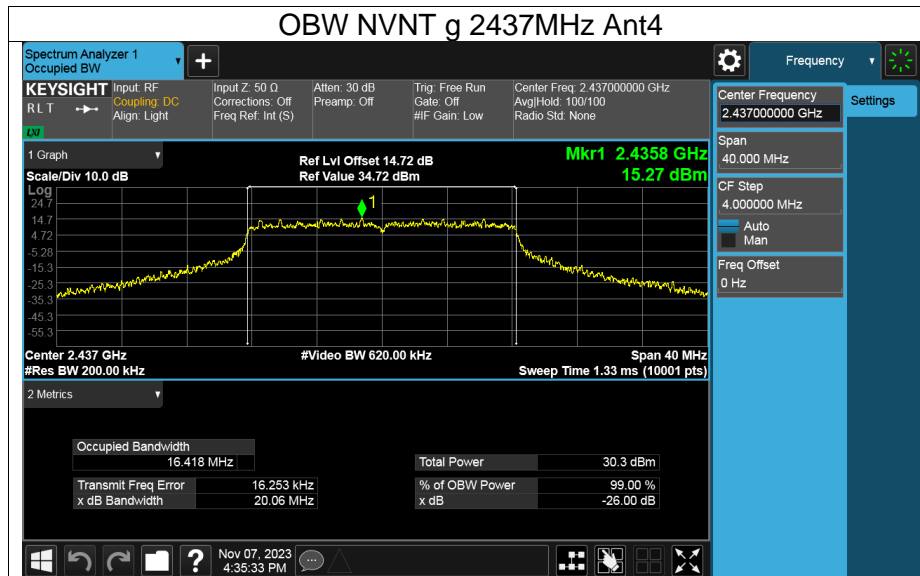 OBW NVNT g 2437MHz Ant4
Spectrum Analyzer 1
Occupied BW
+
Frequency
KEYSIGHT
RLT
LXI
Input: RF
Coupling: DC
Align: Light
Input Z: 50 Ω
Corrections: Off
Freq Ref: Int (S)
Atten: 30 dB
Preamp: Off
Trig: Free Run
Gate: Off
#IF Gain: Low
Center Freq: 2.437000000 GHz
Avg|Hold: 100/100
Radio Std: None
Center Frequency
2.437000000 GHz
Settings
Span
40.000 MHz
CF Step
4.000000 MHz
Auto
Man
Freq Offset
0 Hz
1 Graph
Scale/Div 10.0 dB
Ref Lvl Offset 14.72 dB
Ref Value 34.72 dBm
Mkr1 2.4358 GHz
15.27 dBm
Log
24.7
14.7
4.72
-5.28
-15.3
-25.3
-35.3
-45.3
-55.3
1
Center 2.437 GHz
#Res BW 200.00 kHz
#Video BW 620.00 kHz
Span 40 MHz
Sweep Time 1.33 ms (10001 pts)
2 Metrics
Occupied Bandwidth
16.418 MHz
Transmit Freq Error 16.253 kHz
x dB Bandwidth 20.06 MHz
Total Power 30.3 dBm
% of OBW Power 99.00 %
x dB -26.00 dB
?
Nov 07, 2023
4:35:33 PM